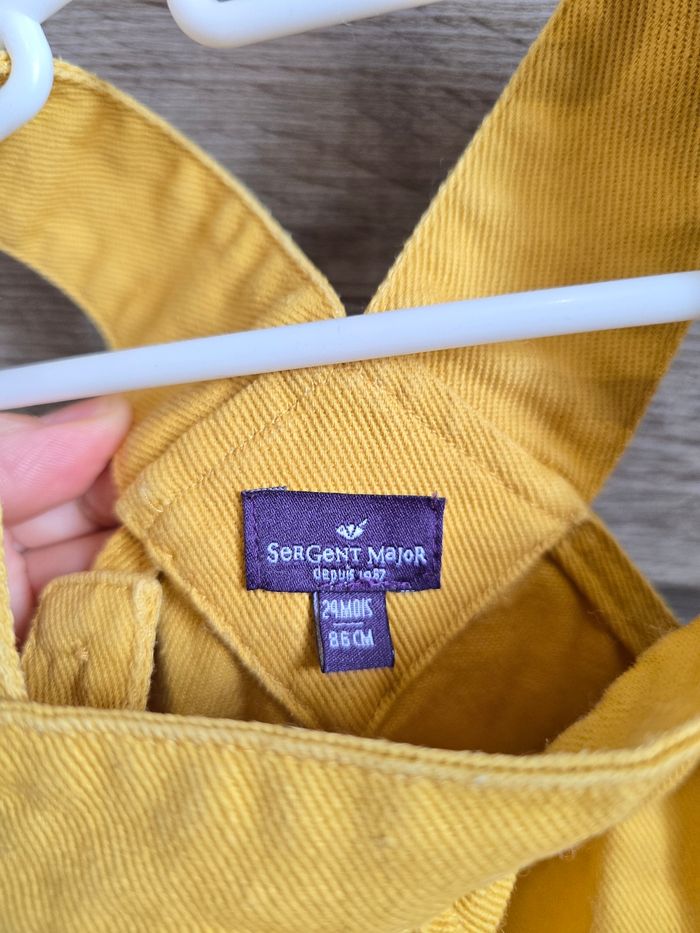 SerGent MaJoR
depuis 1987
24 MOIS
86 CM